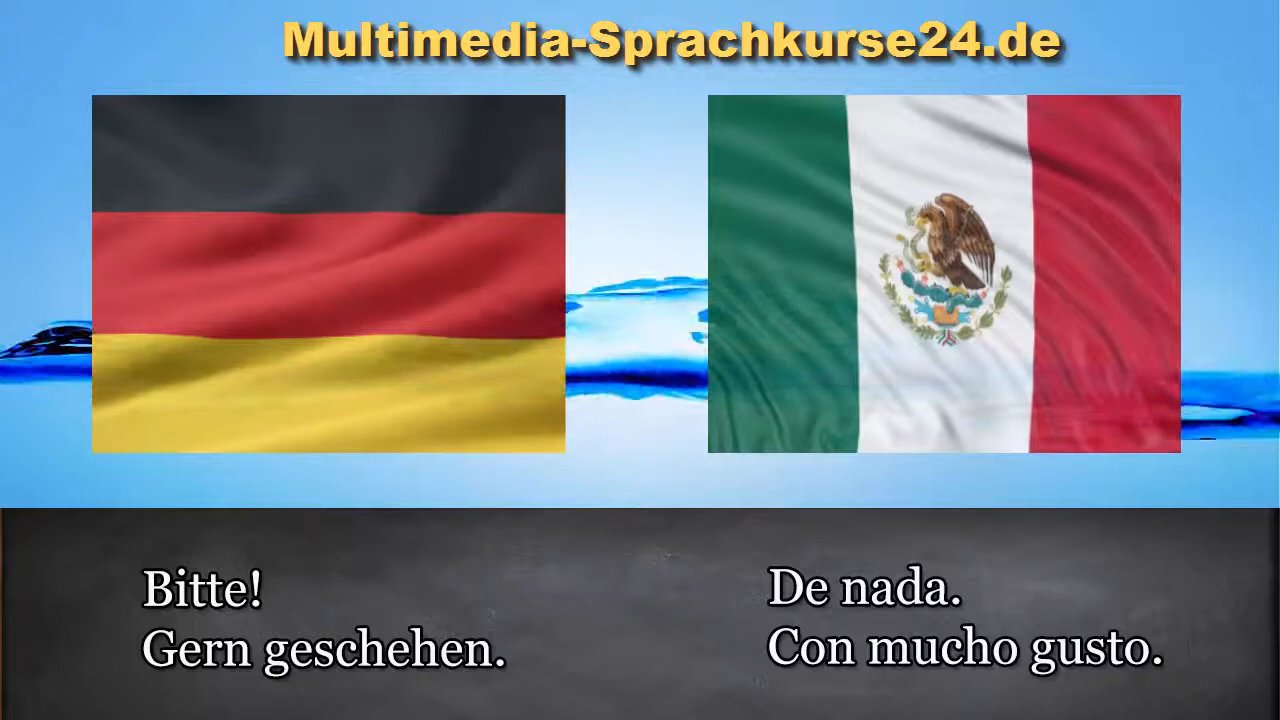 Multimedia-Sprachkurse24.de
Bitte!
Gern geschehen.
De nada.
Con mucho gusto.